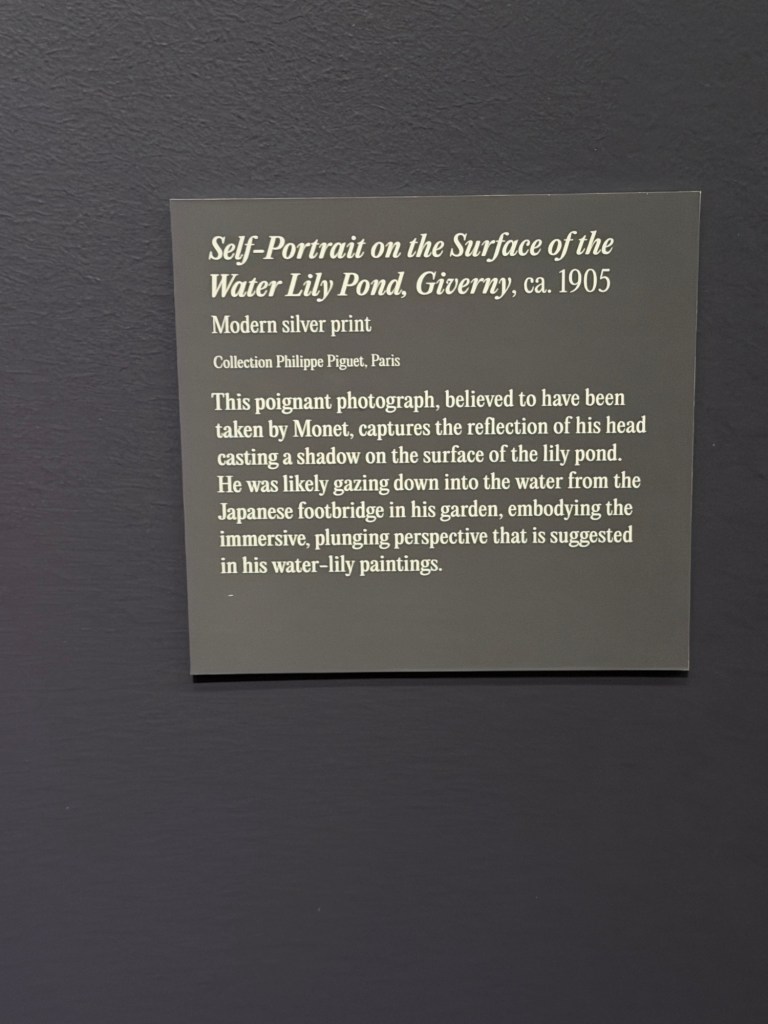 Self-Portrait on the Surface of the
Water Lily Pond, Giverny, ca. 1905
Modern silver print
Collection Philippe Piguet, Paris
This poignant photograph, believed to have been
taken by Monet, captures the reflection of his head
casting a shadow on the surface of the lily pond.
He was likely gazing down into the water from the
Japanese footbridge in his garden, embodying the
immersive, plunging perspective that is suggested
in his water-lily paintings.